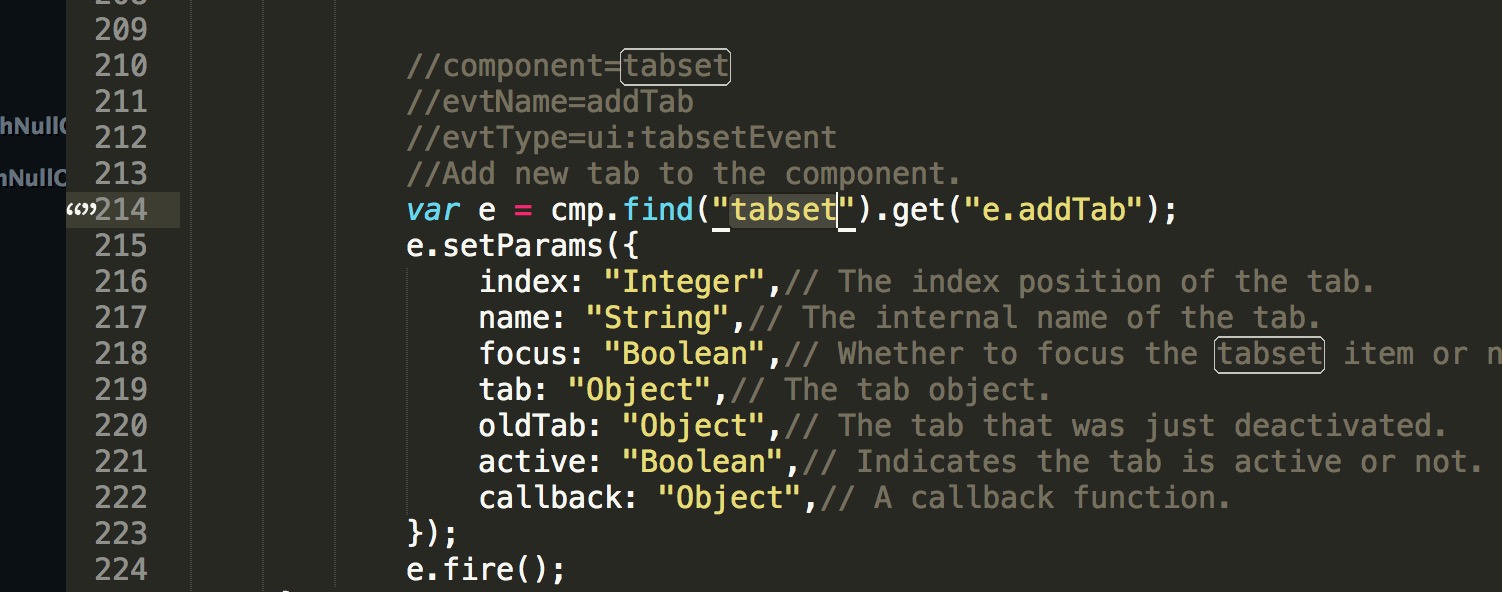 209
210 //component=tabset
211 //evtName=addTab
212 //evtType=ui:tabsetEvent
213 //Add new tab to the component.
“”214 var e = cmp.find("tabset").get("e.addTab");
215 e.setParams({
216 index: "Integer",// The index position of the tab.
217 name: "String",// The internal name of the tab.
218 focus: "Boolean",// Whether to focus the tabset item or
219 tab: "Object",// The tab object.
220 oldTab: "Object",// The tab that was just deactivated.
221 active: "Boolean",// Indicates the tab is active or not.
222 callback: "Object",// A callback function.
223 });
224 e.fire();